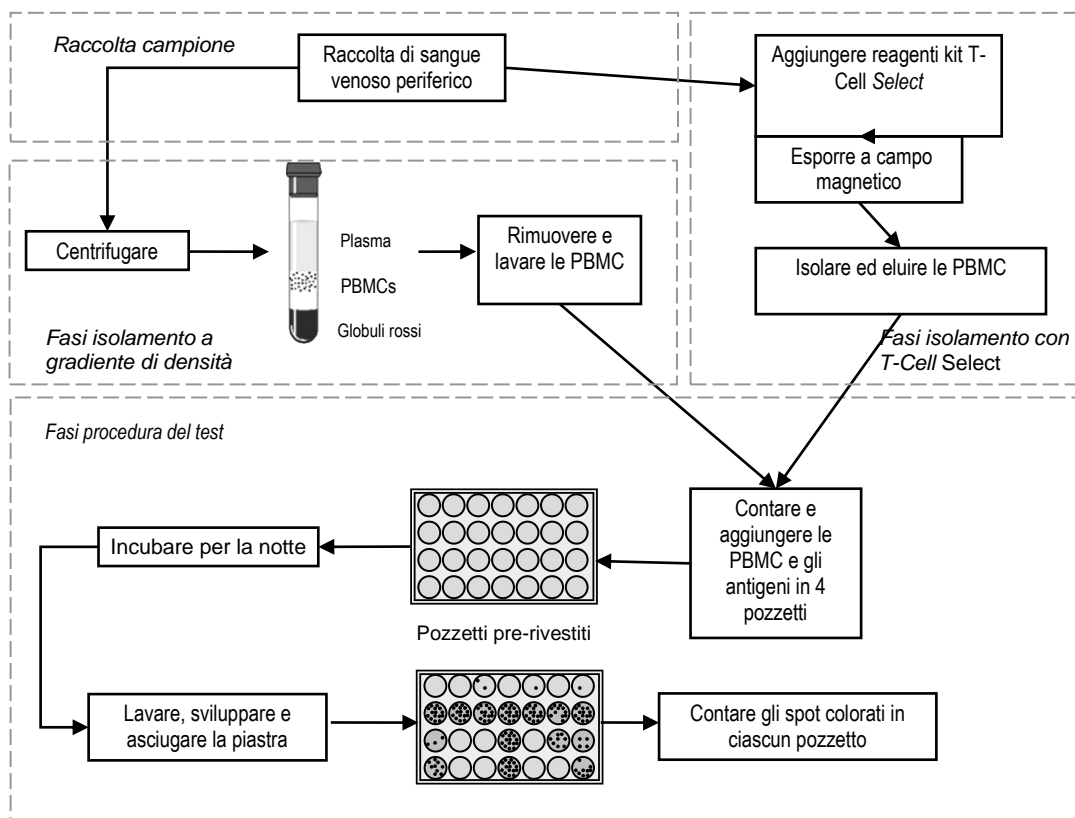 Raccolta campione
Raccolta di sangue
venoso periferico
Aggiungere reagenti kit T-
Cell Select
Esporre a campo
magnetico
Isolare ed eluire le PBMC
Fasi isolamento con
T-Cell Select
Centrifugare
Plasma
PBMCs
Globuli rossi
Rimuovere e
lavare le PBMC
Fasi isolamento a
gradiente di densità
Fasi procedura del test
Contare e
aggiungere le
PBMC e gli
antigeni in 4
pozzetti
Pozzetti pre-rivestiti
Incubare per la notte
Lavare, sviluppare e
asciugare la piastra
Contare gli spot colorati in
ciascun pozzetto